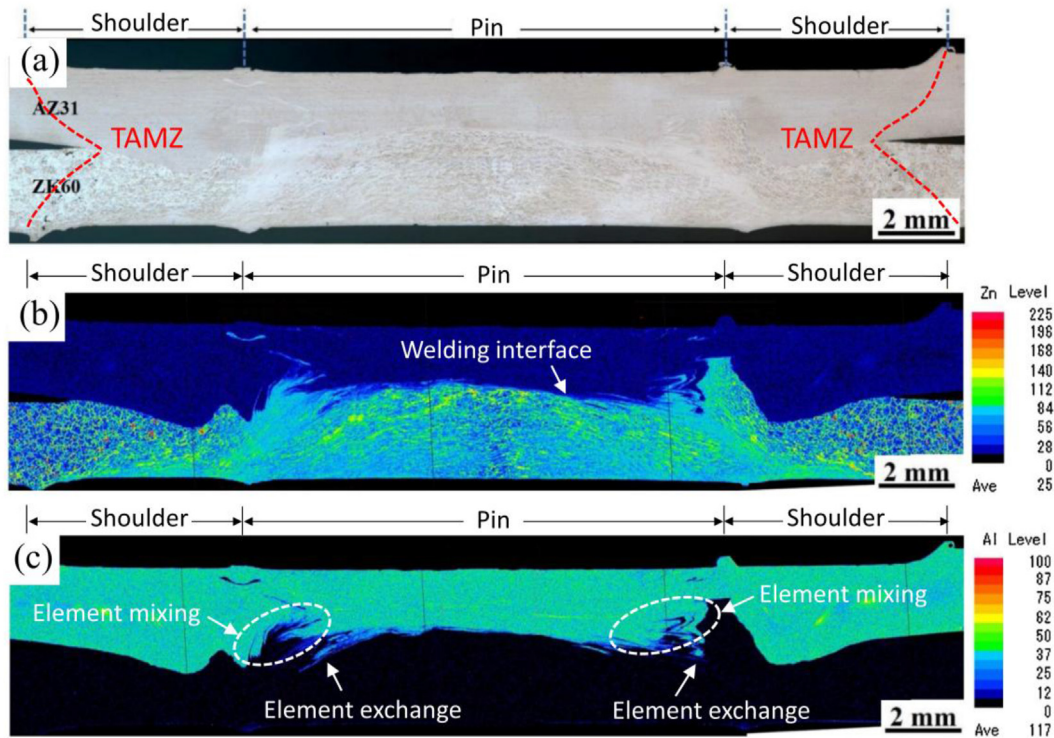 Shoulder Pin Shoulder
(a)
AZ31
TAMZ TAMZ
ZK60
2 mm
Shoulder Pin Shoulder
(b)
Zn Level
Welding interface
225
198
168
140
112
84
56
28
0
Ave 25
2 mm
Shoulder Pin Shoulder
(c)
Al Level
Element mixing Element mixing
100
87
75
62
50
37
25
12
0
Ave 117
Element exchange Element exchange
2 mm